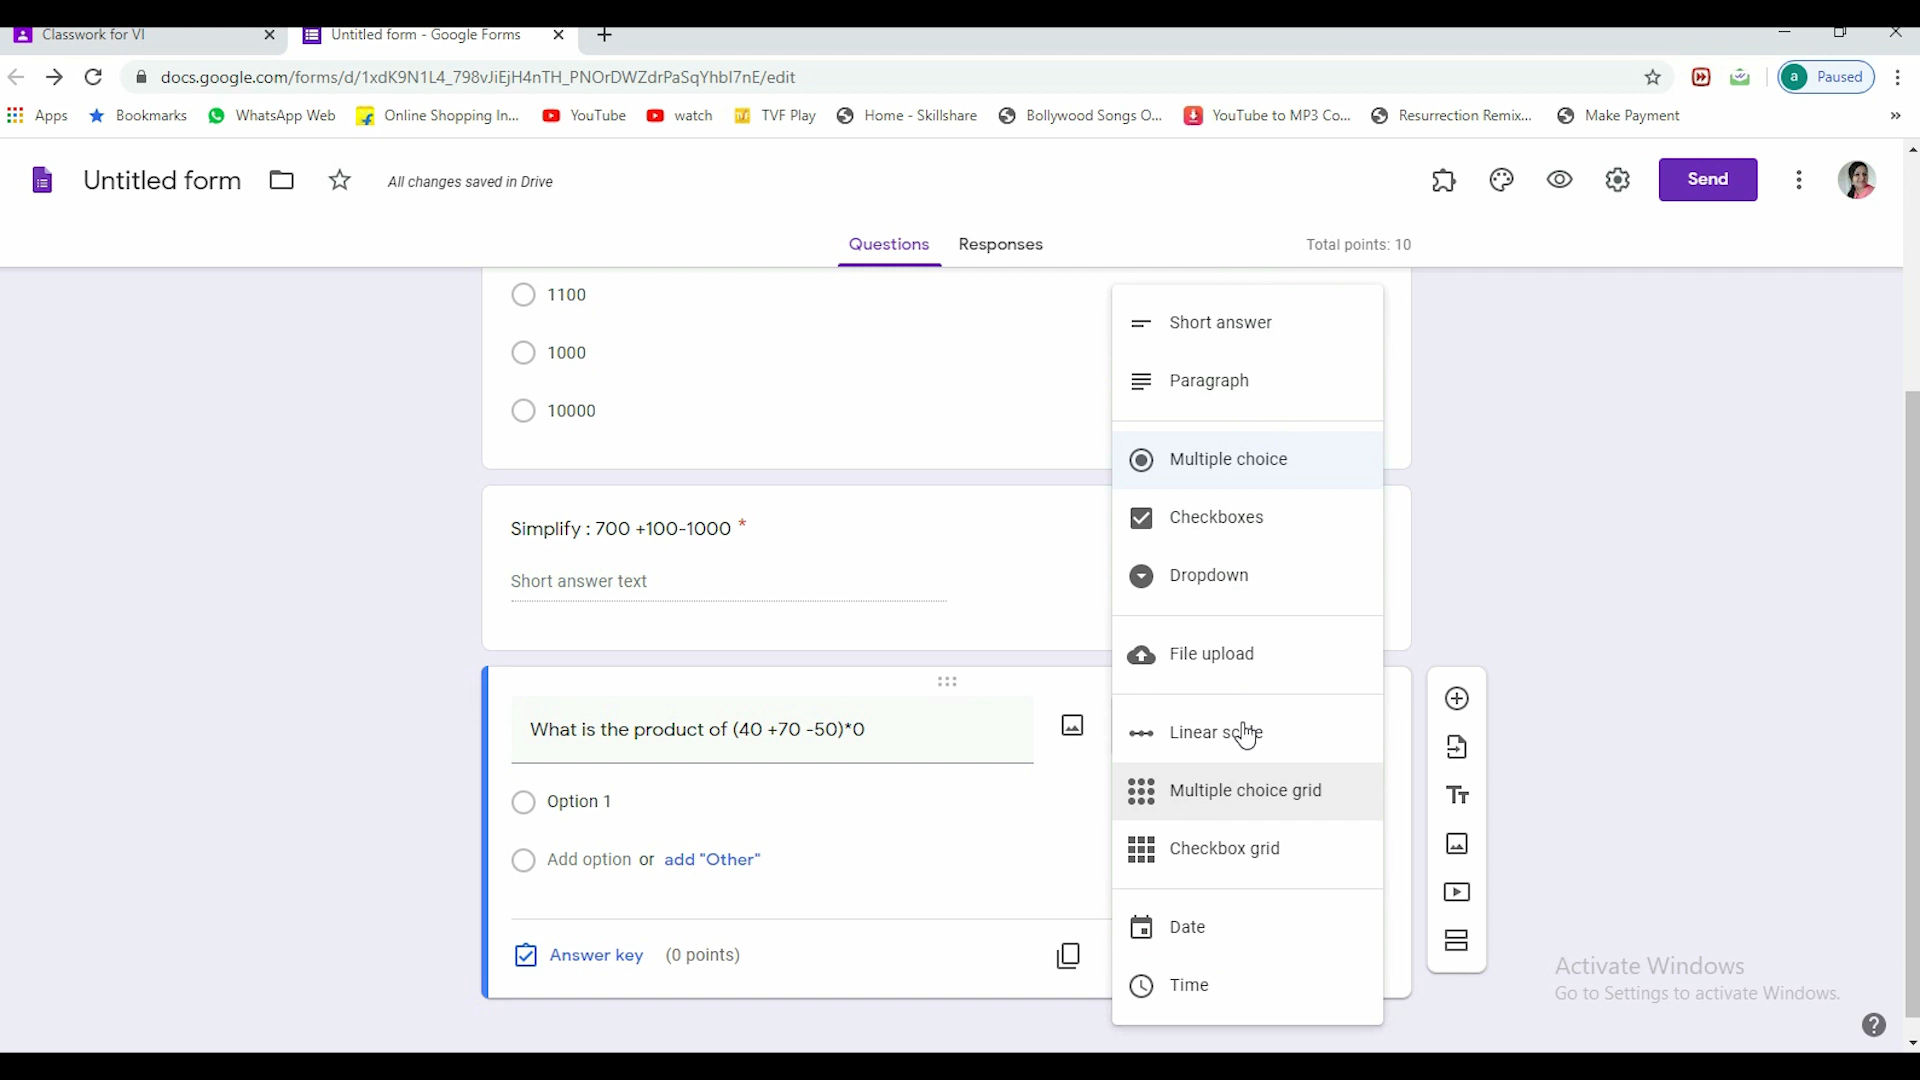 Classwork for VI
Untitled form - Google Forms
docs.google.com/forms/d/1xdK9N1L4_798vJiEjH4nTH_PNOrDWZdrPaSqYhbI7nE/edit
a Paused
Apps Bookmarks WhatsApp Web Online Shopping In... YouTube watch TVF Play Home - Skillshare Bollywood Songs O... YouTube to MP3 Co... Resurrection Remix... Make Payment »
Untitled form All changes saved in Drive Send
Questions Responses Total points: 10
1100
1000
10000
Simplify : 700 +100-1000 *
Short answer text
What is the product of (40 +70 -50)*0
Option 1
Add option or add "Other"
Answer key (0 points)
Short answer
Paragraph
Multiple choice
Checkboxes
Dropdown
File upload
Linear scale
Multiple choice grid
Checkbox grid
Date
Time
Tт
Activate Windows
Go to Settings to activate Windows.